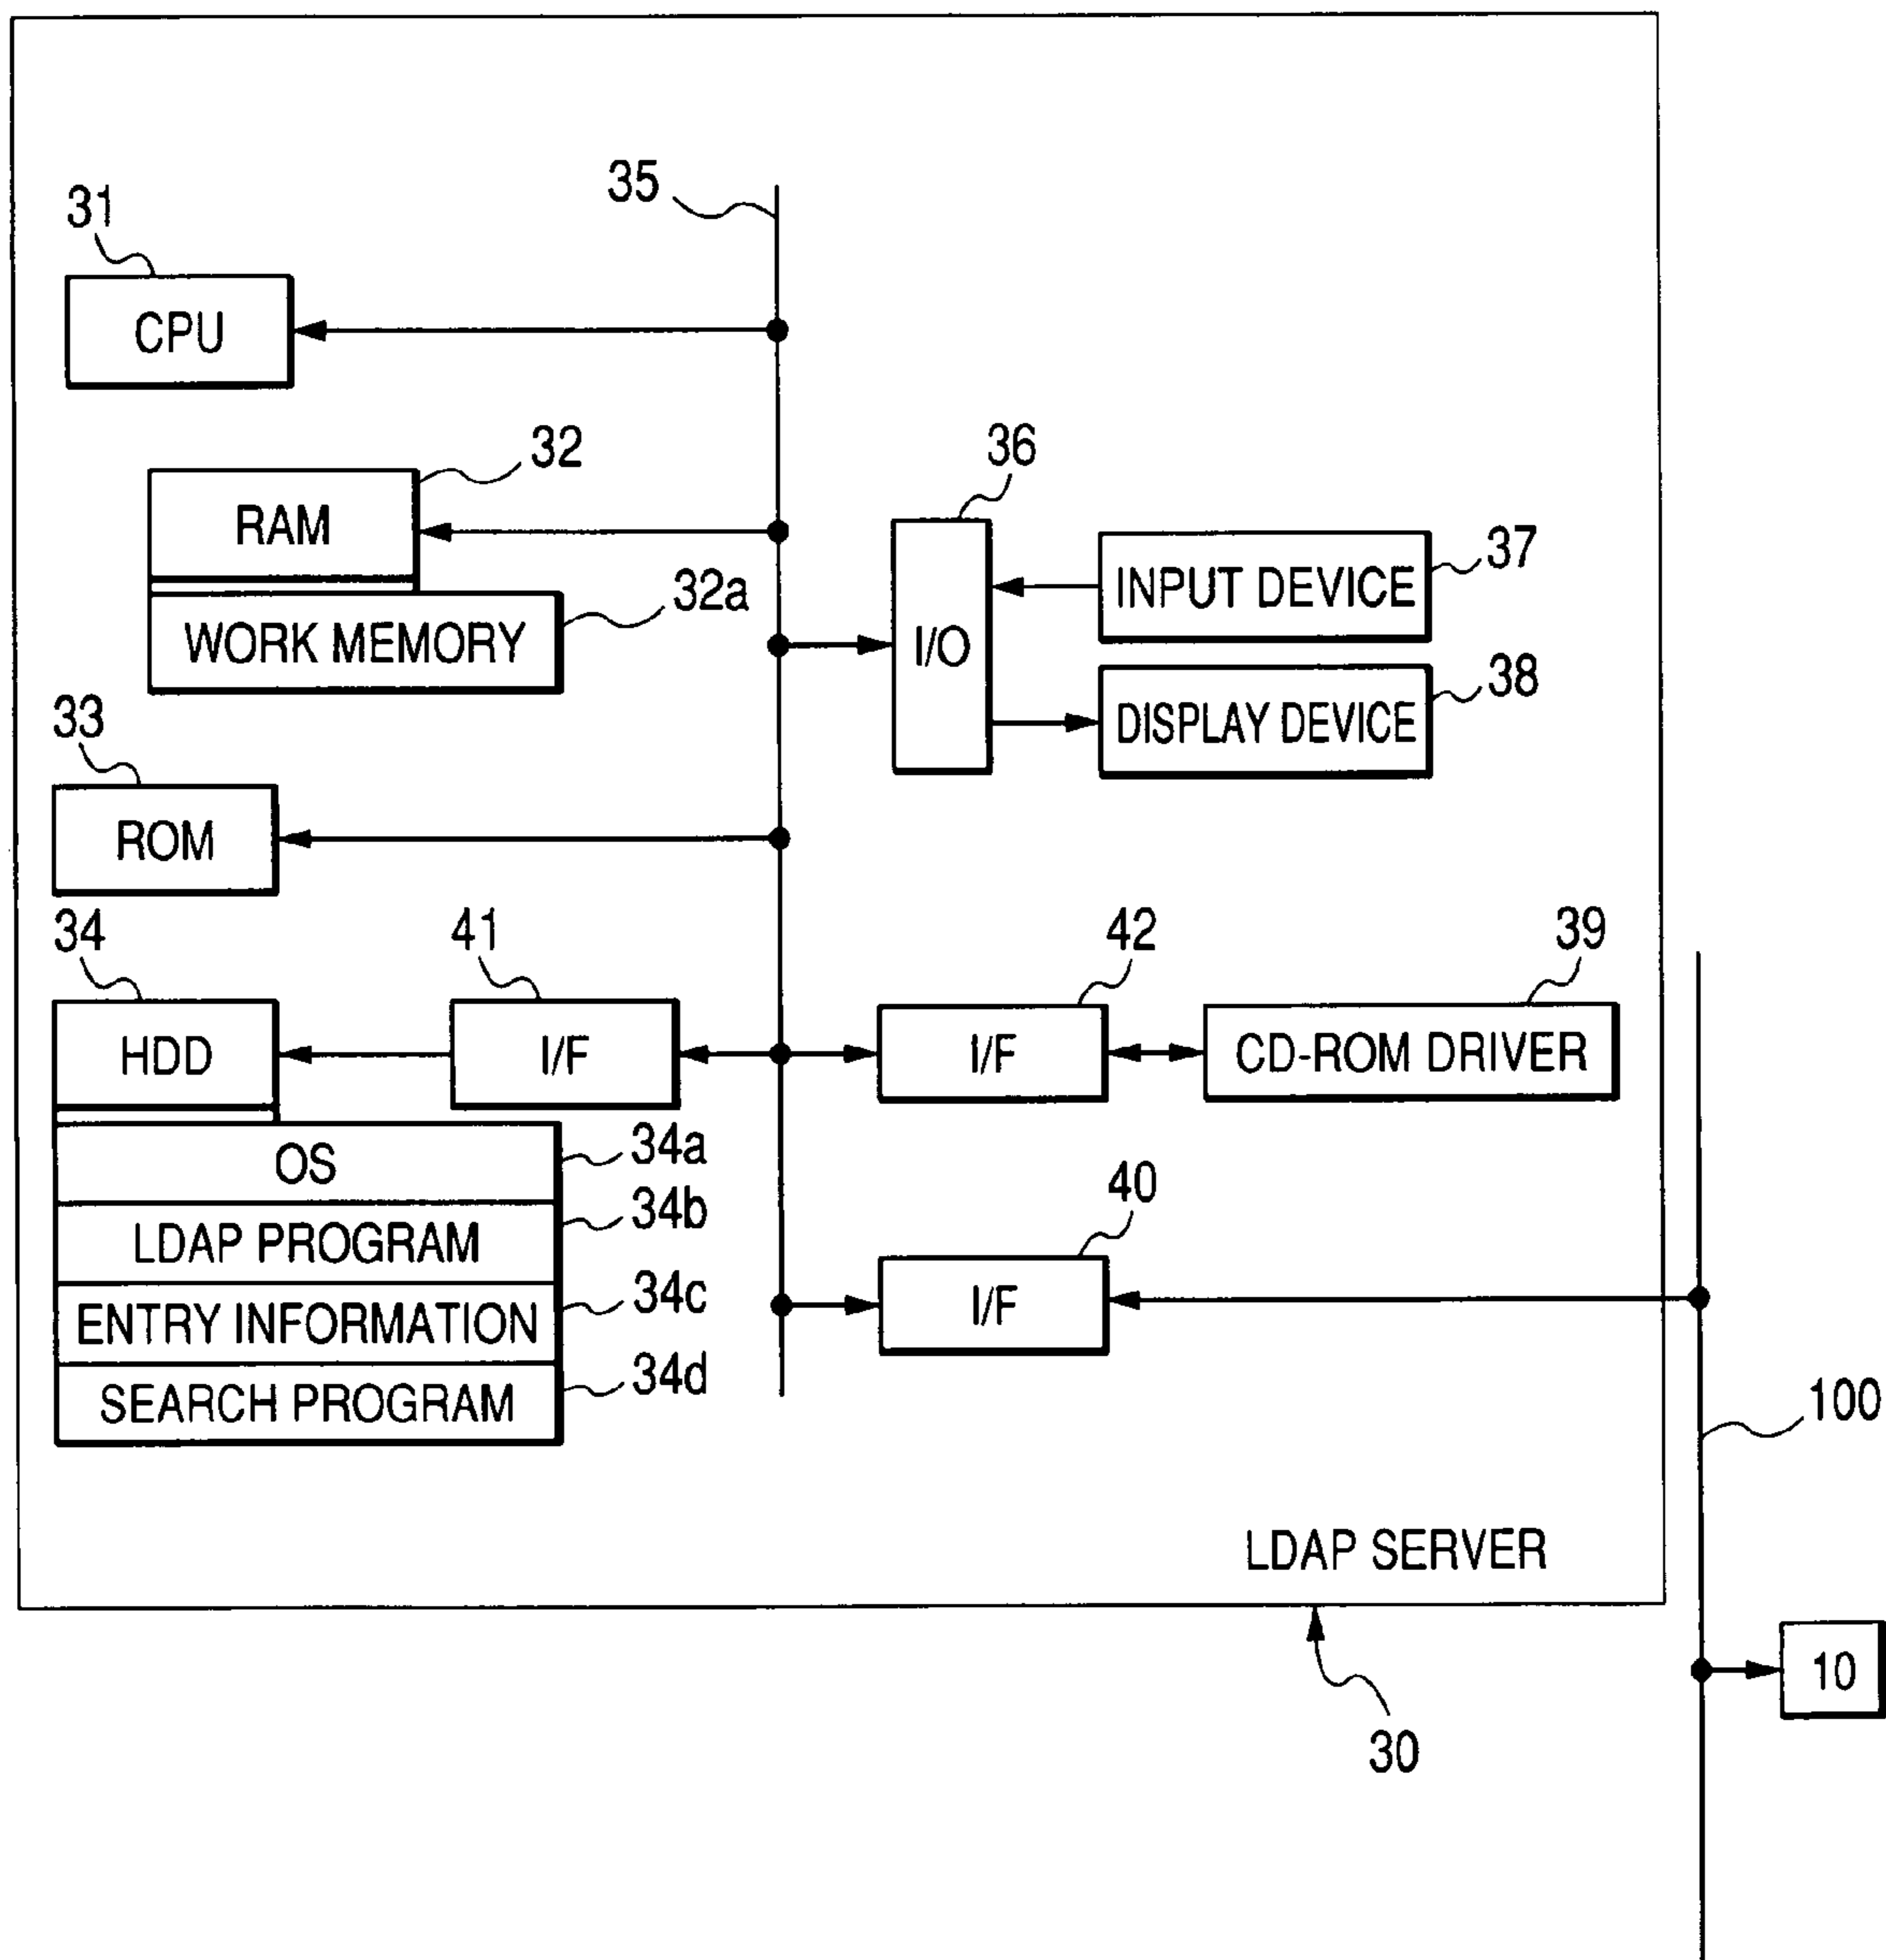 35
31
CPU
32
RAM
36
37
INPUT DEVICE
32a
WORK MEMORY
I/O
38
DISPLAY DEVICE
33
ROM
34
41
42
39
HDD
I/F
I/F
CD-ROM DRIVER
OS
34a
40
LDAP PROGRAM
34b
ENTRY INFORMATION
34c
I/F
SEARCH PROGRAM
34d
100
LDAP SERVER
10
30